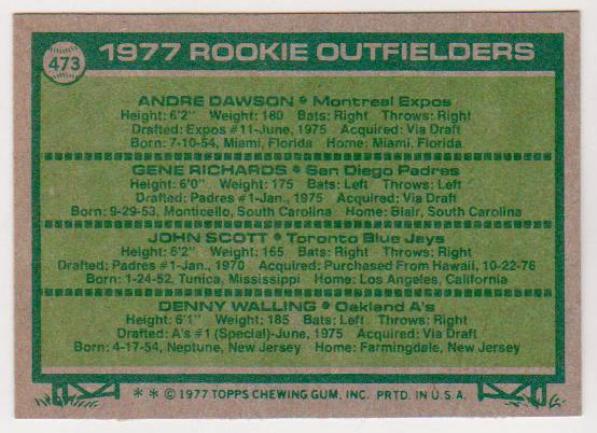 473
1977 ROOKIE OUTFIELDERS
ANDRE DAWSON • Montreal Expos
Height: 6'2" Weight: 180 Bats: Right Throws: Right
Drafted: Expos #11-June, 1975 Acquired: Via Draft
Born: 7-10-54, Miami, Florida Home: Miami, Florida
GENE RICHARDS • San Diego Padres
Height: 6'0" Weight: 175 Bats: Left Throws: Left
Drafted: Padres #1-Jan., 1975 Acquired: Via Draft
Born: 9-29-53, Monticello, South Carolina Home: Blair, South Carolina
JOHN SCOTT • Toronto Blue Jays
Height: 6'2" Weight: 165 Bats: Right Throws: Right
Drafted: Padres #1-Jan., 1970 Acquired: Purchased From Hawaii, 10-22-76
Born: 1-24-52, Tunica, Mississippi Home: Los Angeles, California
DENNY WALLING • Oakland A's
Height: 6'1" Weight: 185 Bats: Left Throws: Right
Drafted: A's #1 (Special)-June, 1975 Acquired: Via Draft
Born: 4-17-54, Neptune, New Jersey Home: Farmingdale, New Jersey
* * © 1977 TOPPS CHEWING GUM, INC. PRTD. IN U.S.A.